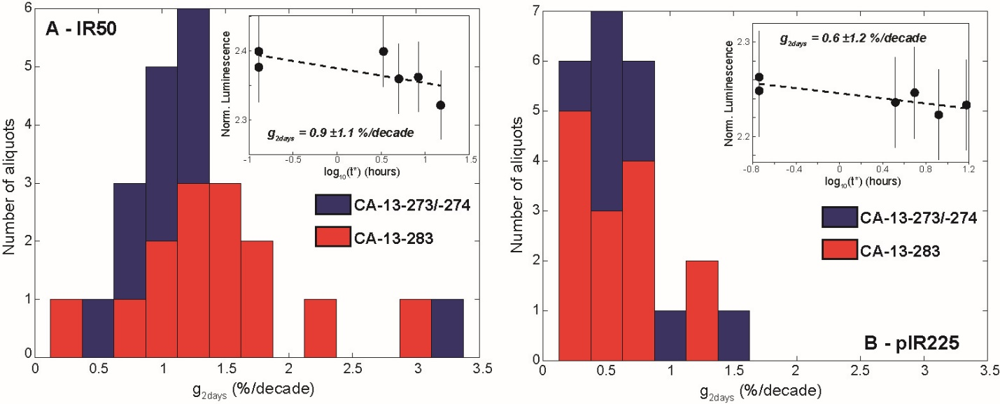 A - IR50
6
5
4
3
2
1
0
Number of aliquots
0 0.5 1 1.5 2 2.5 3 3.5
g2days (%/decade)
Norm. Luminescence
2.4
2.3
g2days = 0.9 ±1.1 %/decade
-1 -0.5 0 0.5 1 1.5
log10(t*) (hours)
CA-13-273/-274
CA-13-283
7
6
5
4
3
2
1
0
Number of aliquots
0 0.5 1 1.5 2 2.5 3 3.5
g2days (%/decade)
Norm. Luminescence
2.3
2.2
g2days = 0.6 ±1.2 %/decade
-0.8 -0.4 0 0.4 0.8 1.2
log10(t*) (hours)
CA-13-273/-274
CA-13-283
B - pIR225